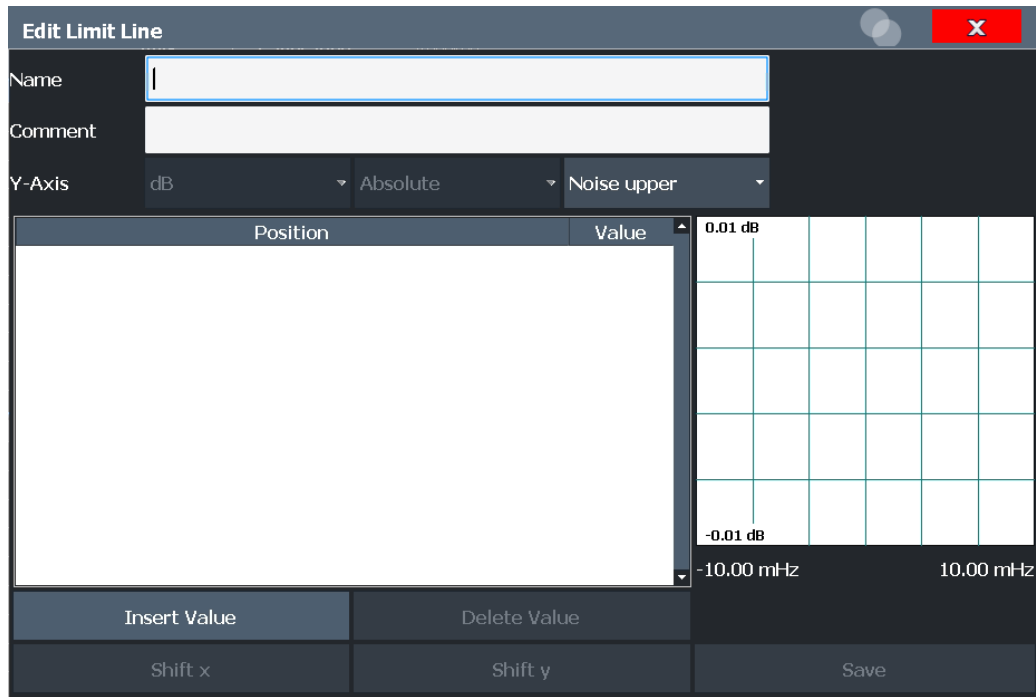 Edit Limit Line
X
Name
Comment
Y-Axis
dB
Absolute
Noise upper
Position
Value
0.01 dB
-0.01 dB
-10.00 mHz
10.00 mHz
Insert Value
Delete Value
Shift x
Shift y
Save